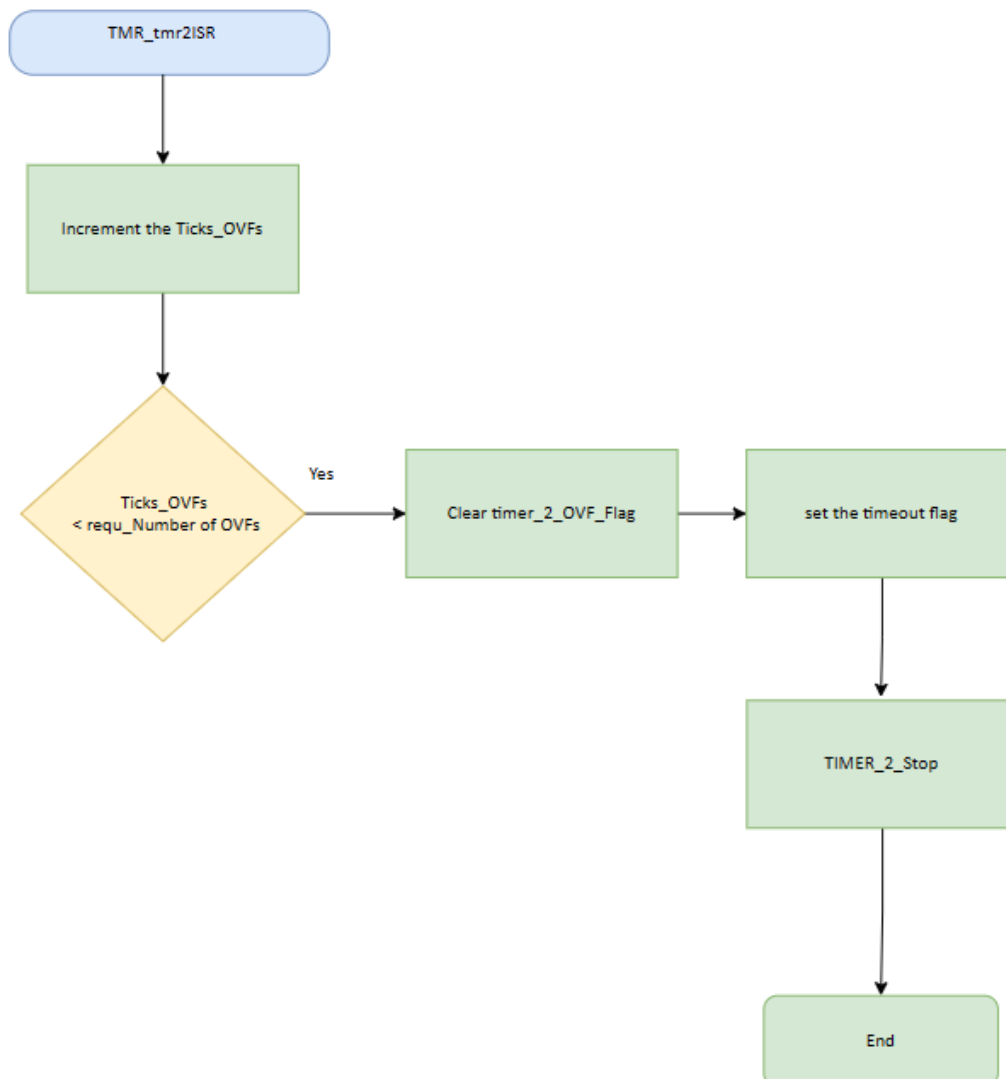 TMR_tmr2ISR
Increment the Ticks_OVFs
Ticks_OVFs
< requ_Number of OVFs
Yes
Clear timer_2_OVF_Flag
set the timeout flag
TIMER_2_Stop
End